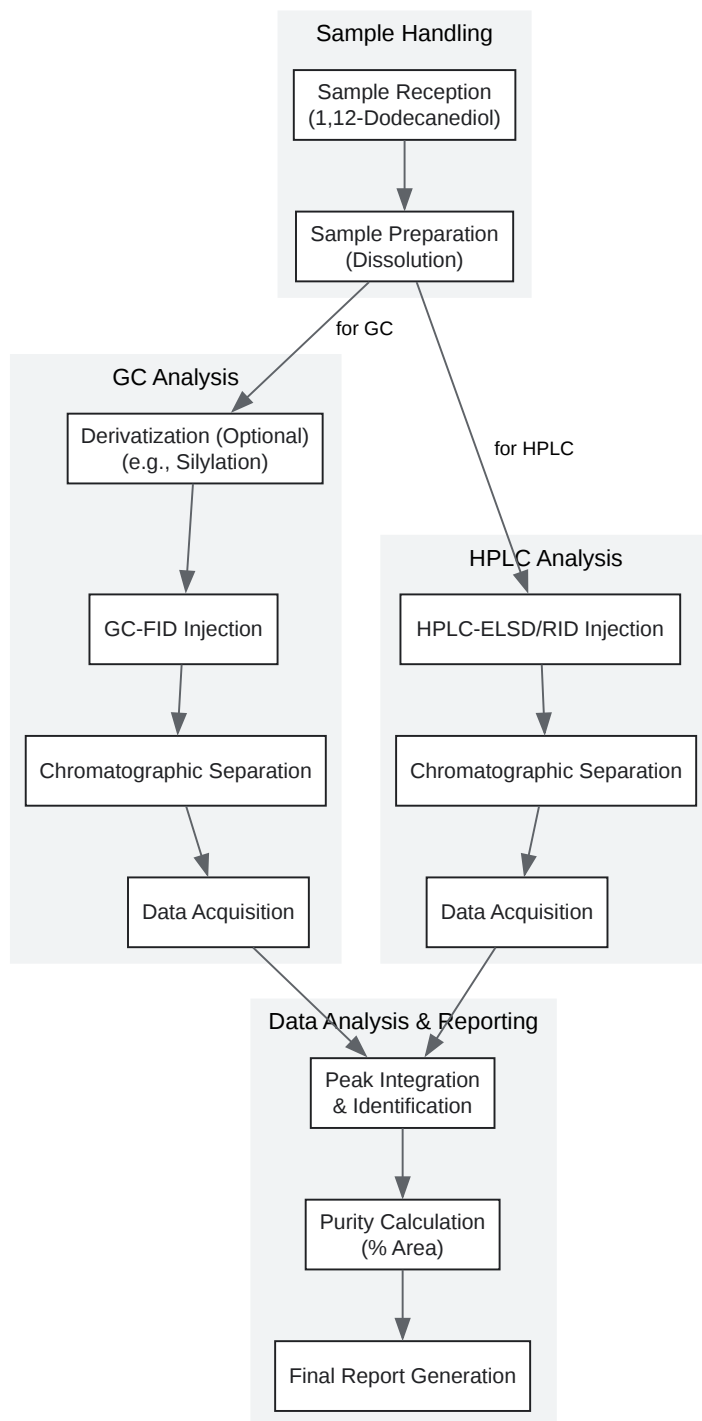 Sample Handling
Sample Reception
(1,12-Dodecanediol)
Sample Preparation
(Dissolution)
for GC
GC Analysis
Derivatization (Optional)
(e.g., Silylation)
GC-FID Injection
Chromatographic Separation
Data Acquisition
for HPLC
HPLC Analysis
HPLC-ELSD/RID Injection
Chromatographic Separation
Data Acquisition
Data Analysis & Reporting
Peak Integration
& Identification
Purity Calculation
(% Area)
Final Report Generation